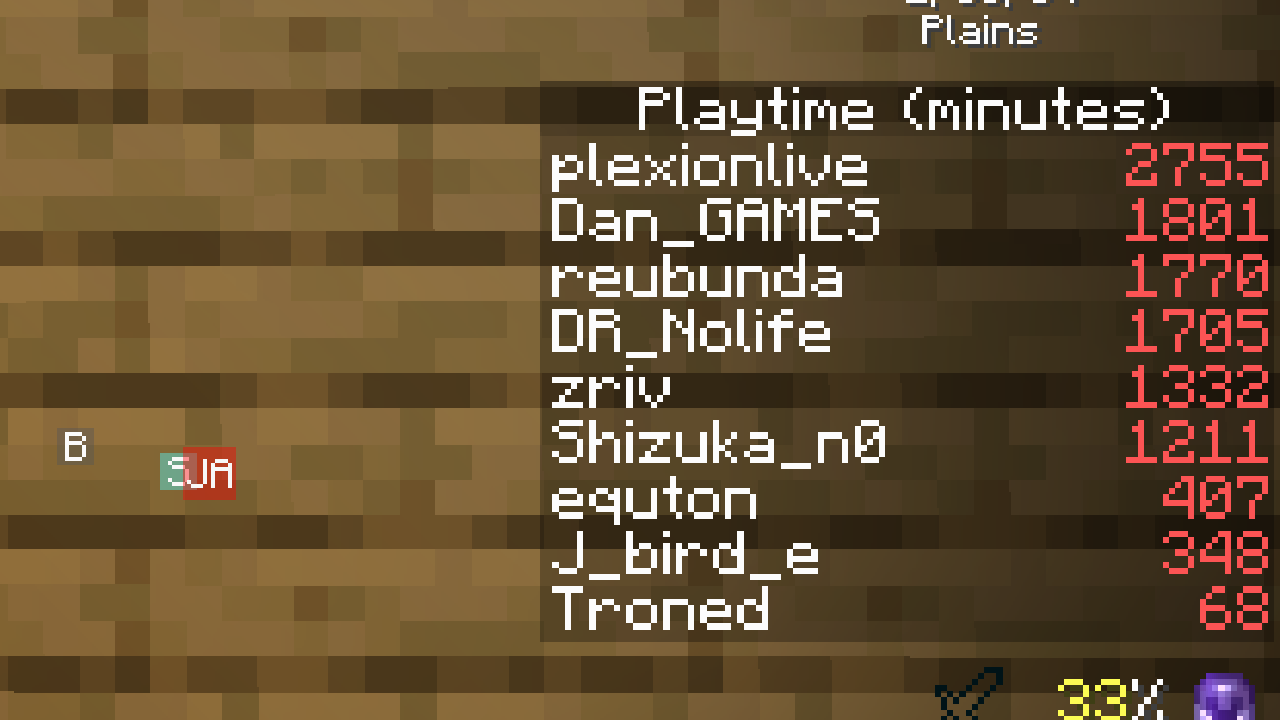 Plains
Playtime (minutes)
plexionlive 2755
Dan_GAMES 1801
reubunda 1770
DR_Nolife 1705
zriv 1332
Shizuka_n0 1211
equton 407
J_bird_e 348
Troned 68
B
SUA
33%